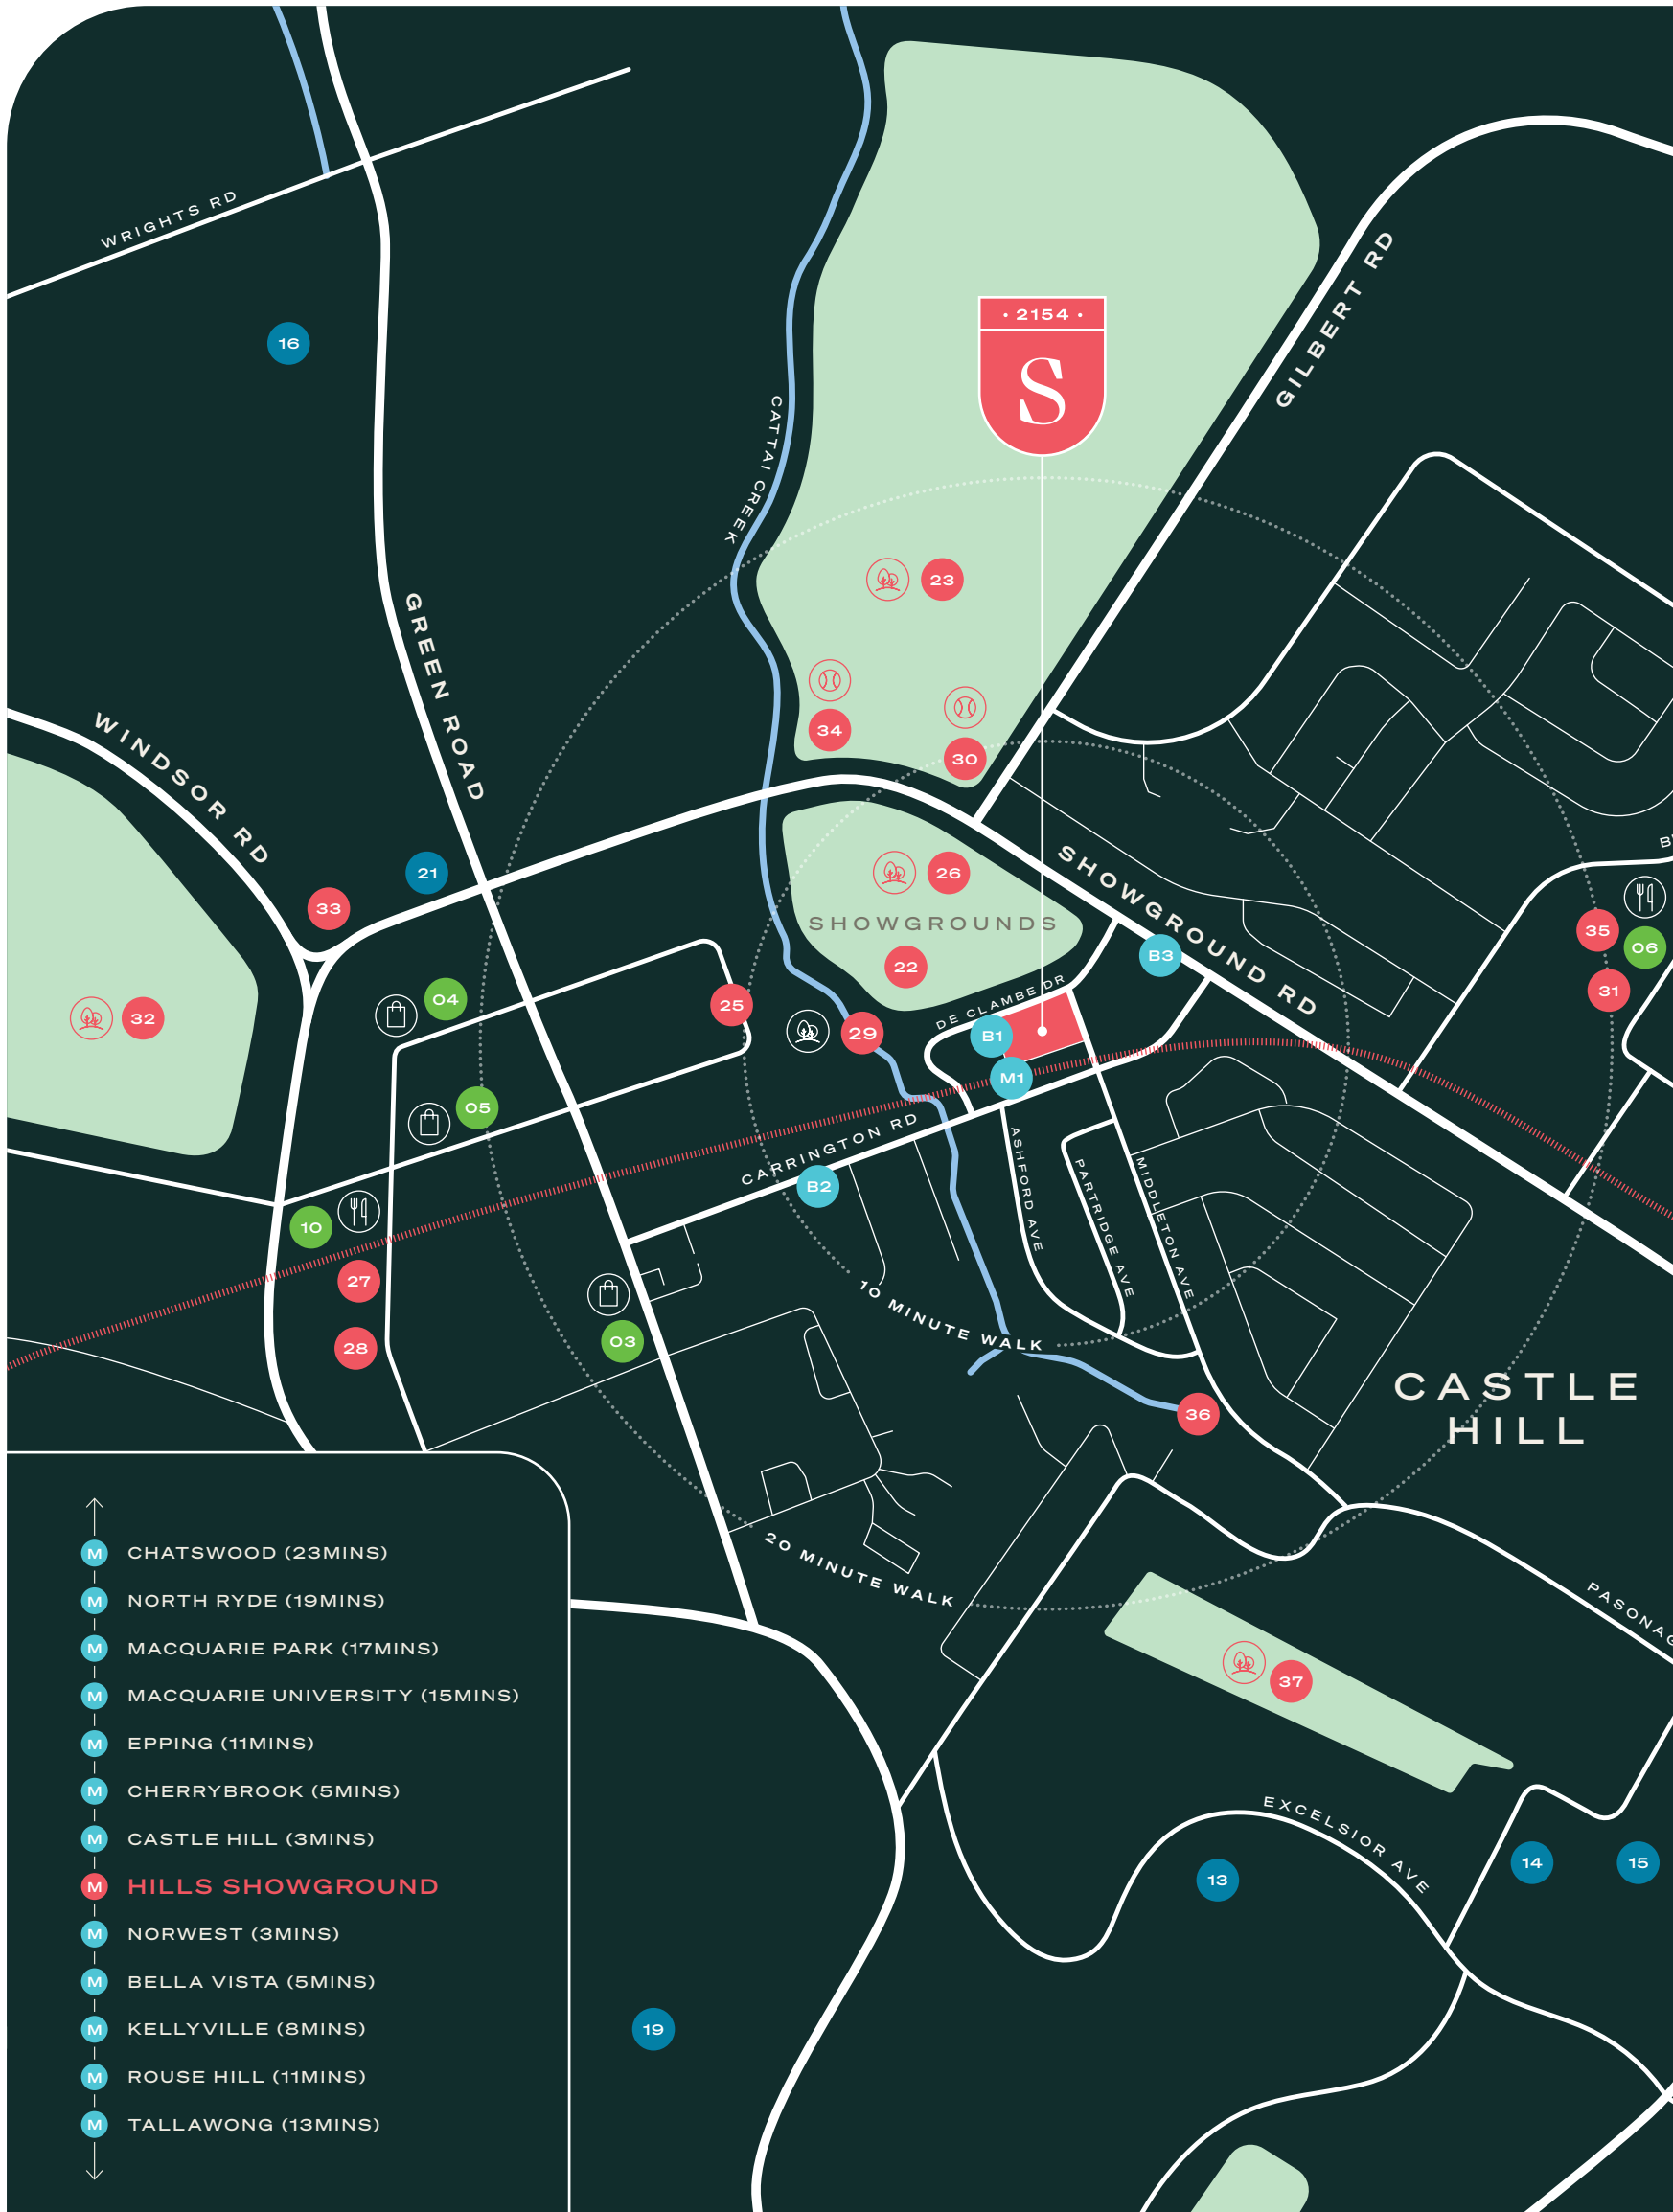 WRIGHTS RD
16
· 2154 ·
S
GILBERT RD
CATTAI CREEK
23
GREEN ROAD
34
30
WINDSOR RD
21
33
26
SHOWGROUNDS
22
SHOWGROUND RD
B3
35
06
31
04
25
29
32
DE CLAMBE DR
B1
M1
05
CARRINGTON RD
B2
ASHFORD AVE
PARTRIDGE AVE
MIDDLETON AVE
10
27
28
03
10 MINUTE WALK
36
CASTLE
HILL
20 MINUTE WALK
37
EXCELSIOR AVE
13
14
15
19
M CHATSWOOD (23MINS)
M NORTH RYDE (19MINS)
M MACQUARIE PARK (17MINS)
M MACQUARIE UNIVERSITY (15MINS)
M EPPING (11MINS)
M CHERRYBROOK (5MINS)
M CASTLE HILL (3MINS)
M HILLS SHOWGROUND
M NORWEST (3MINS)
M BELLA VISTA (5MINS)
M KELLYVILLE (8MINS)
M ROUSE HILL (11MINS)
M TALLAWONG (13MINS)